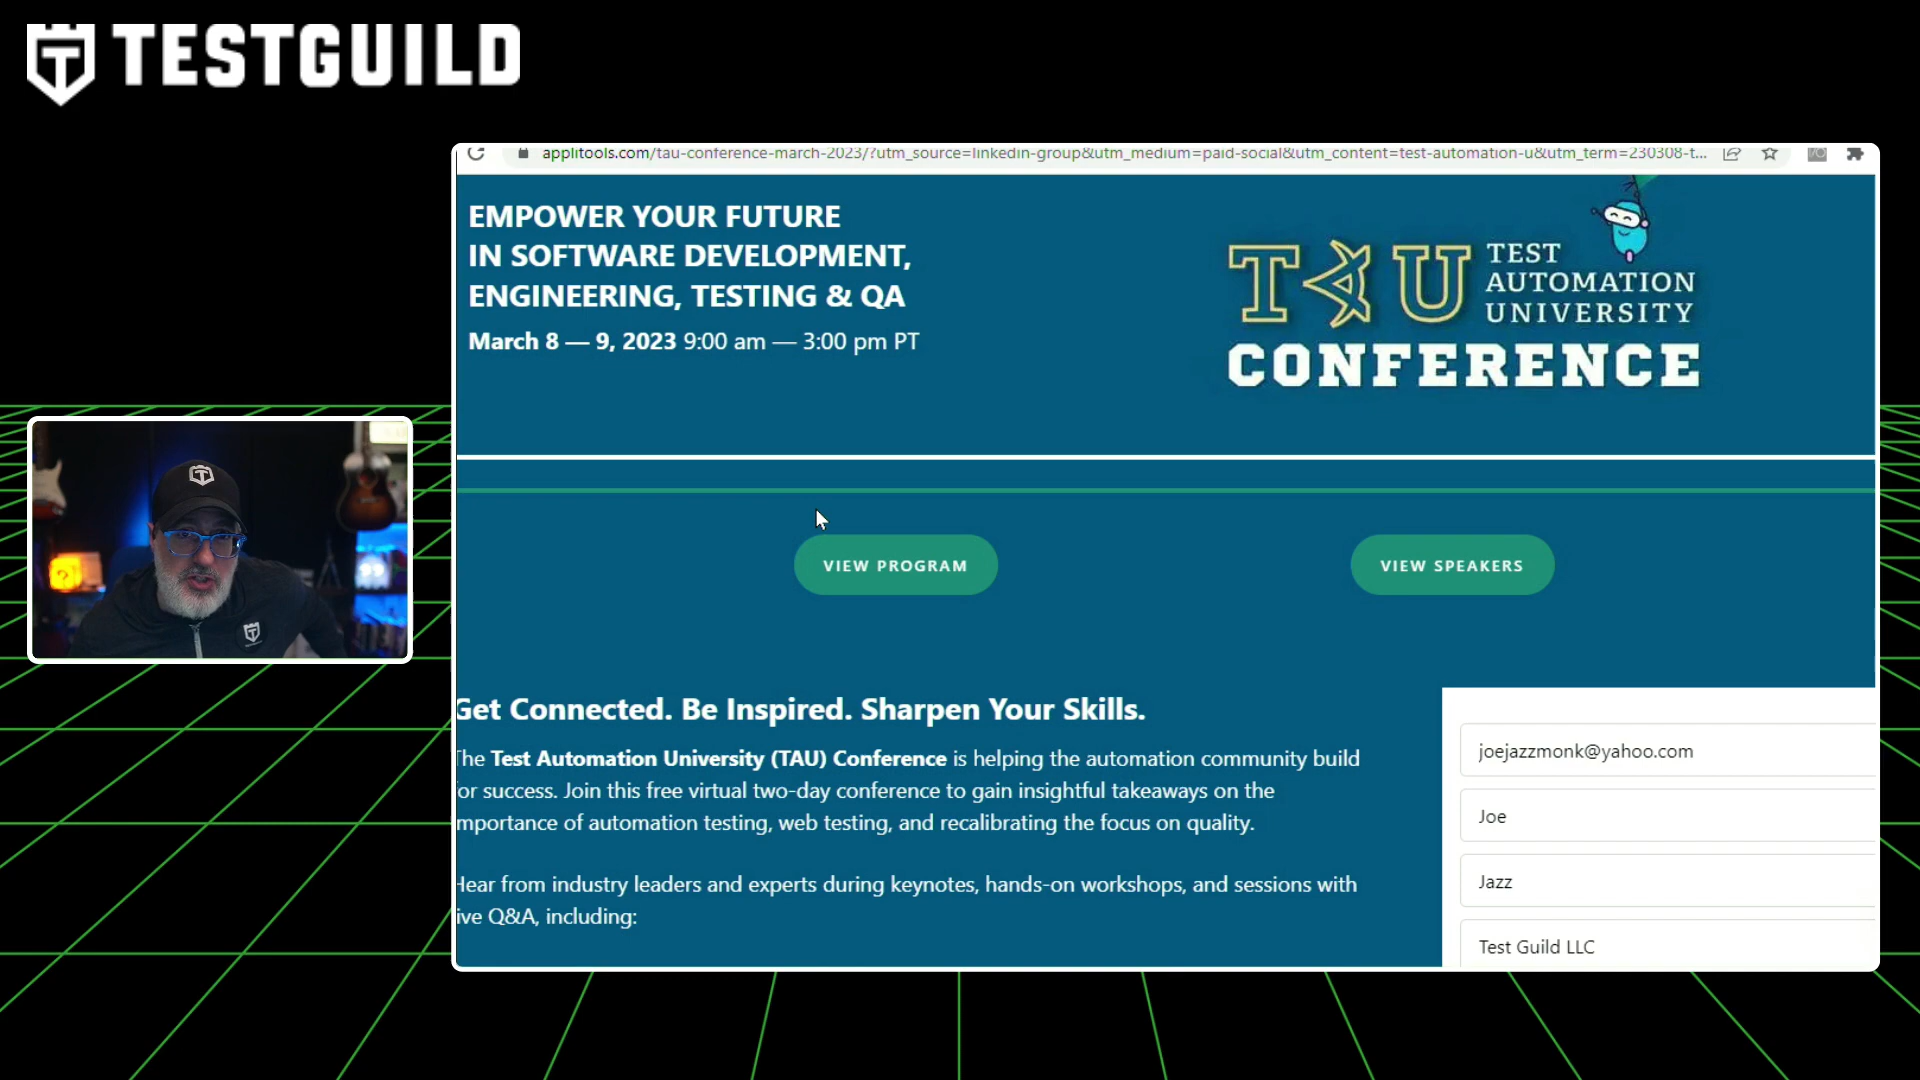 TESTGUILD
applitools.com/tau-conference-march-2023/?utm_source=linkedin-group&utm_medium=paid-social&utm_content=test-automation-u&utm_term=230308-t...
EMPOWER YOUR FUTURE
IN SOFTWARE DEVELOPMENT,
ENGINEERING, TESTING & QA
March 8 — 9, 2023 9:00 am — 3:00 pm PT
TAU TEST
AUTOMATION
UNIVERSITY
CONFERENCE
VIEW PROGRAM
VIEW SPEAKERS
Get Connected. Be Inspired. Sharpen Your Skills.
The Test Automation University (TAU) Conference is helping the automation community build
for success. Join this free virtual two-day conference to gain insightful takeaways on the
importance of automation testing, web testing, and recalibrating the focus on quality.
Hear from industry leaders and experts during keynotes, hands-on workshops, and sessions with
live Q&A, including:
joejazzmonk@yahoo.com
Joe
Jazz
Test Guild LLC